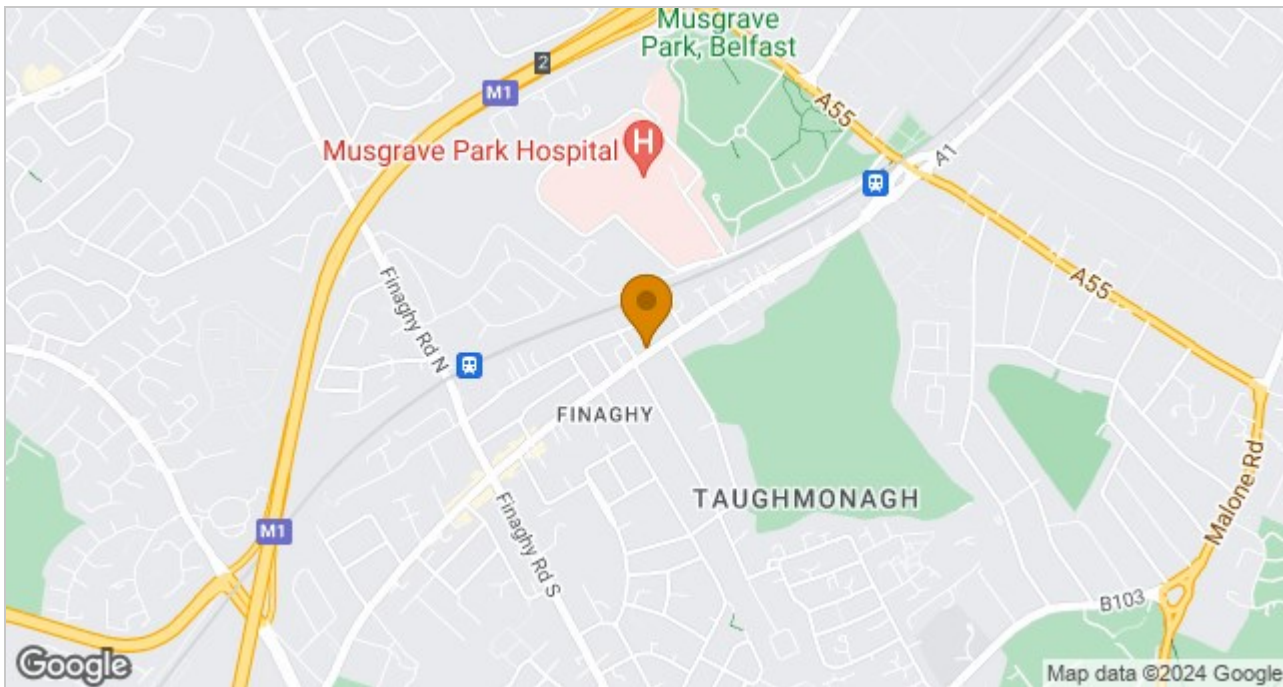 Musgrave
Park, Belfast
2
M1
A55
Musgrave Park Hospital
H
A1
Finaghy Rd N
A55
FINAGHY
TAUGHMONAGH
Malone Rd
M1
Finaghy Rd S
B103
Google
Map data ©2024 Google